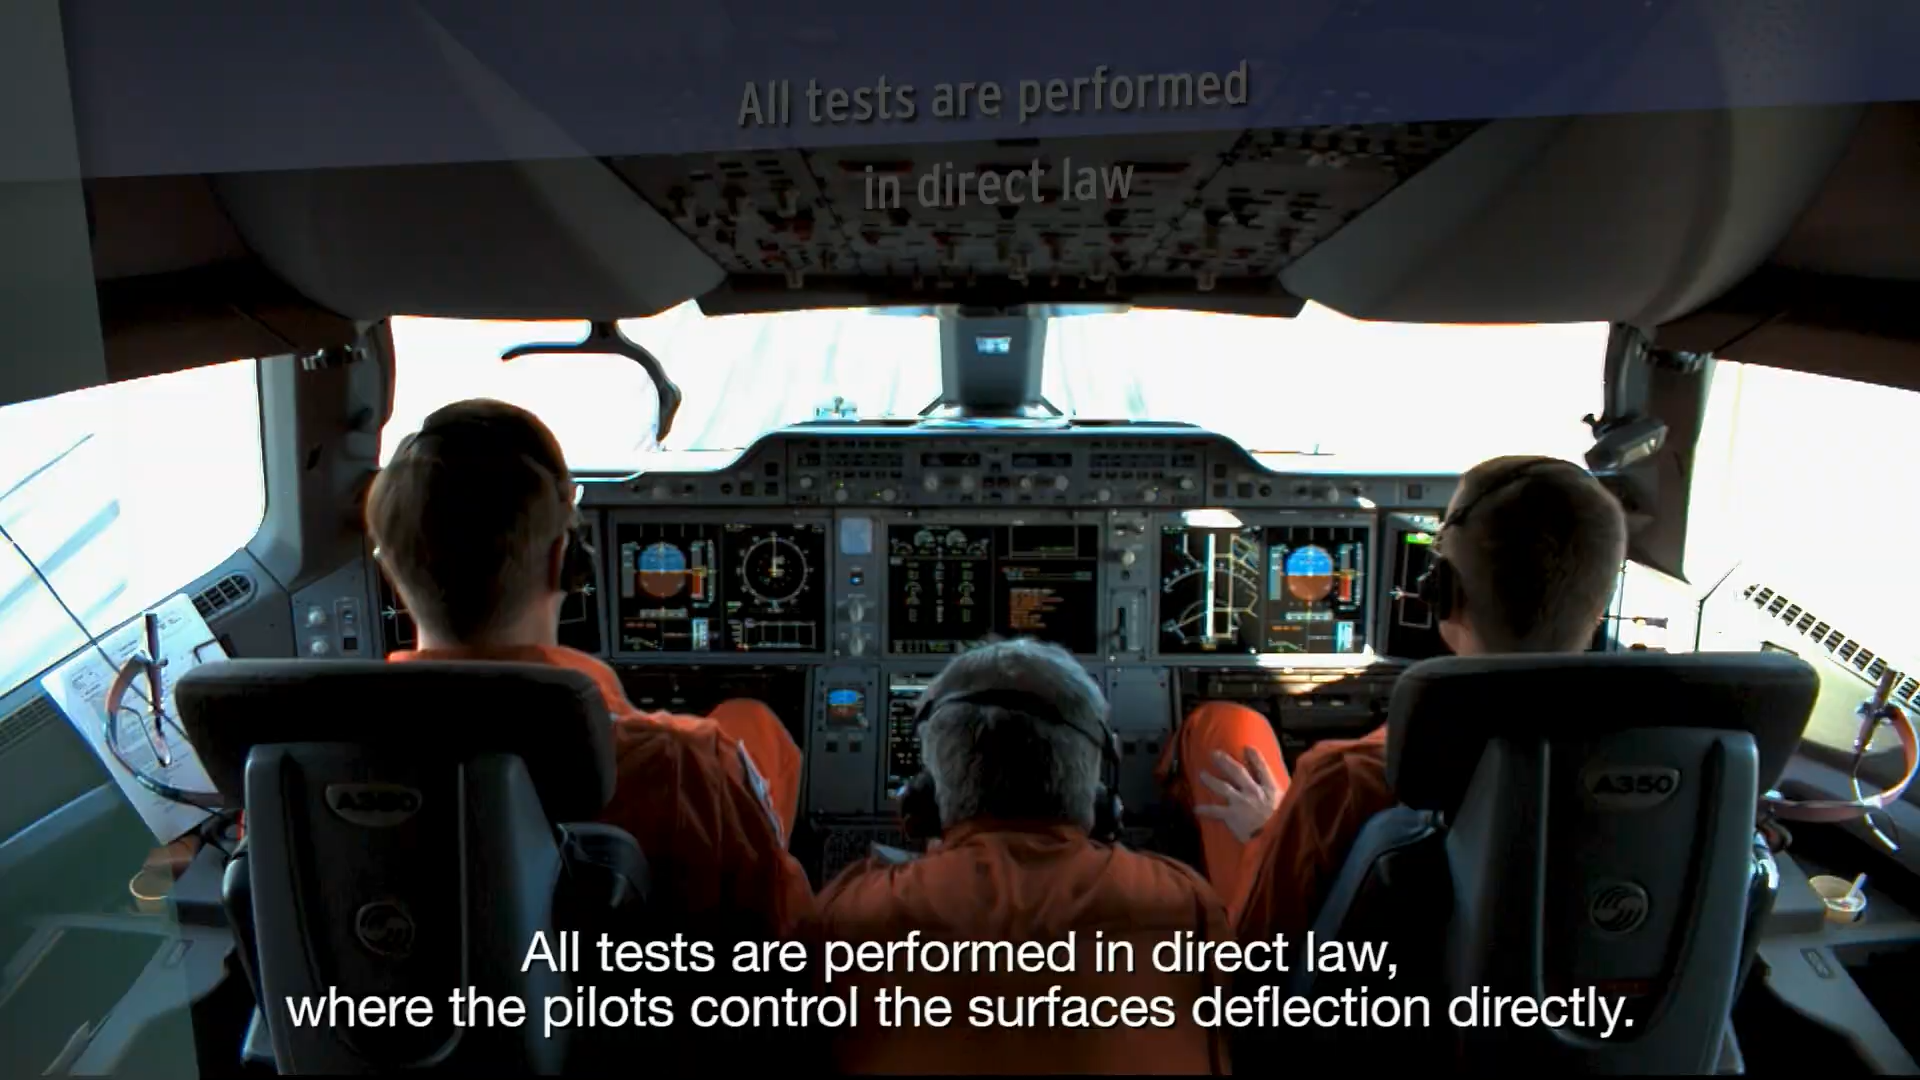 All tests are performed
in direct law
A350
A350
All tests are performed in direct law,
where the pilots control the surfaces deflection directly.